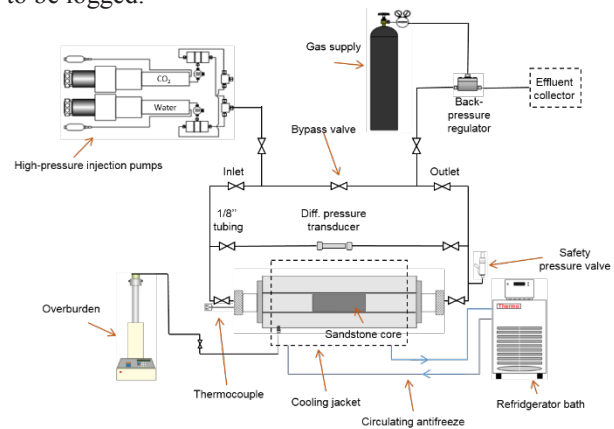 to be logged.
Gas supply
CO2
Water
Effluent
collector
Back-
pressure
regulator
High-pressure injection pumps
Bypass valve
Inlet
Outlet
1/8’’
tubing
Diff. pressure
transducer
Safety
pressure valve
Overburden
Thermo
Sandstone core
Thermocouple
Cooling jacket
Circulating antifreeze
Refridgerator bath